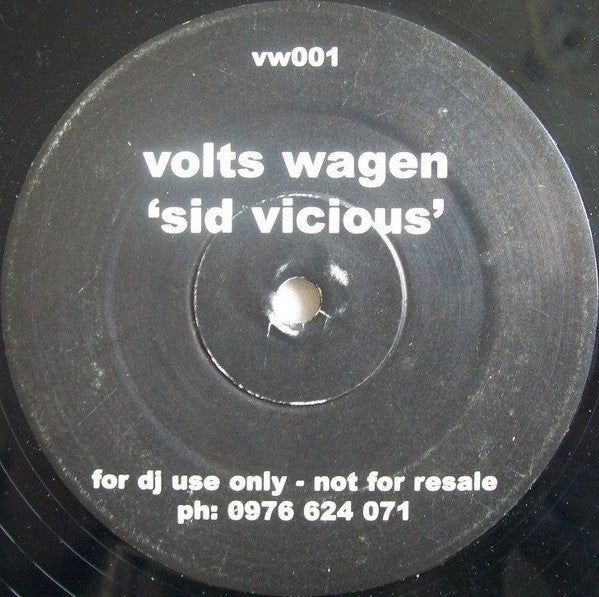 vw001
volts wagen
‘sid vicious’
for dj use only - not for resale
ph: 0976 624 071